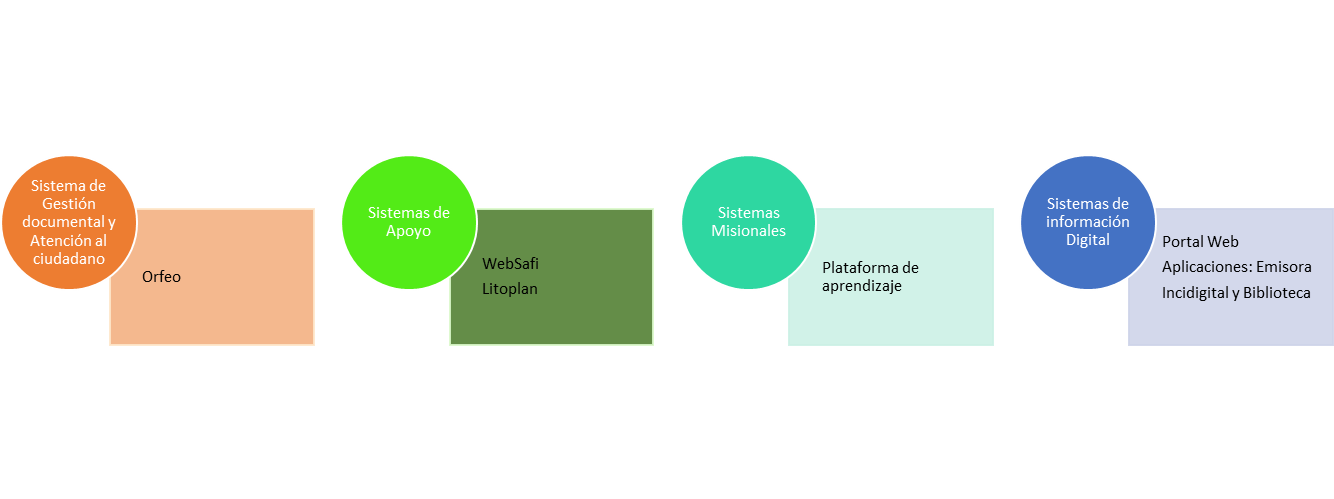 Sistema de
Gestión
documental y
Atención al
ciudadano
Orfeo
Sistemas de
Apoyo
WebSafi
Litoplan
Sistemas
Misionales
Plataforma de
aprendizaje
Sistemas de
información
Digital
Portal Web
Aplicaciones: Emisora
Incidigital y Biblioteca